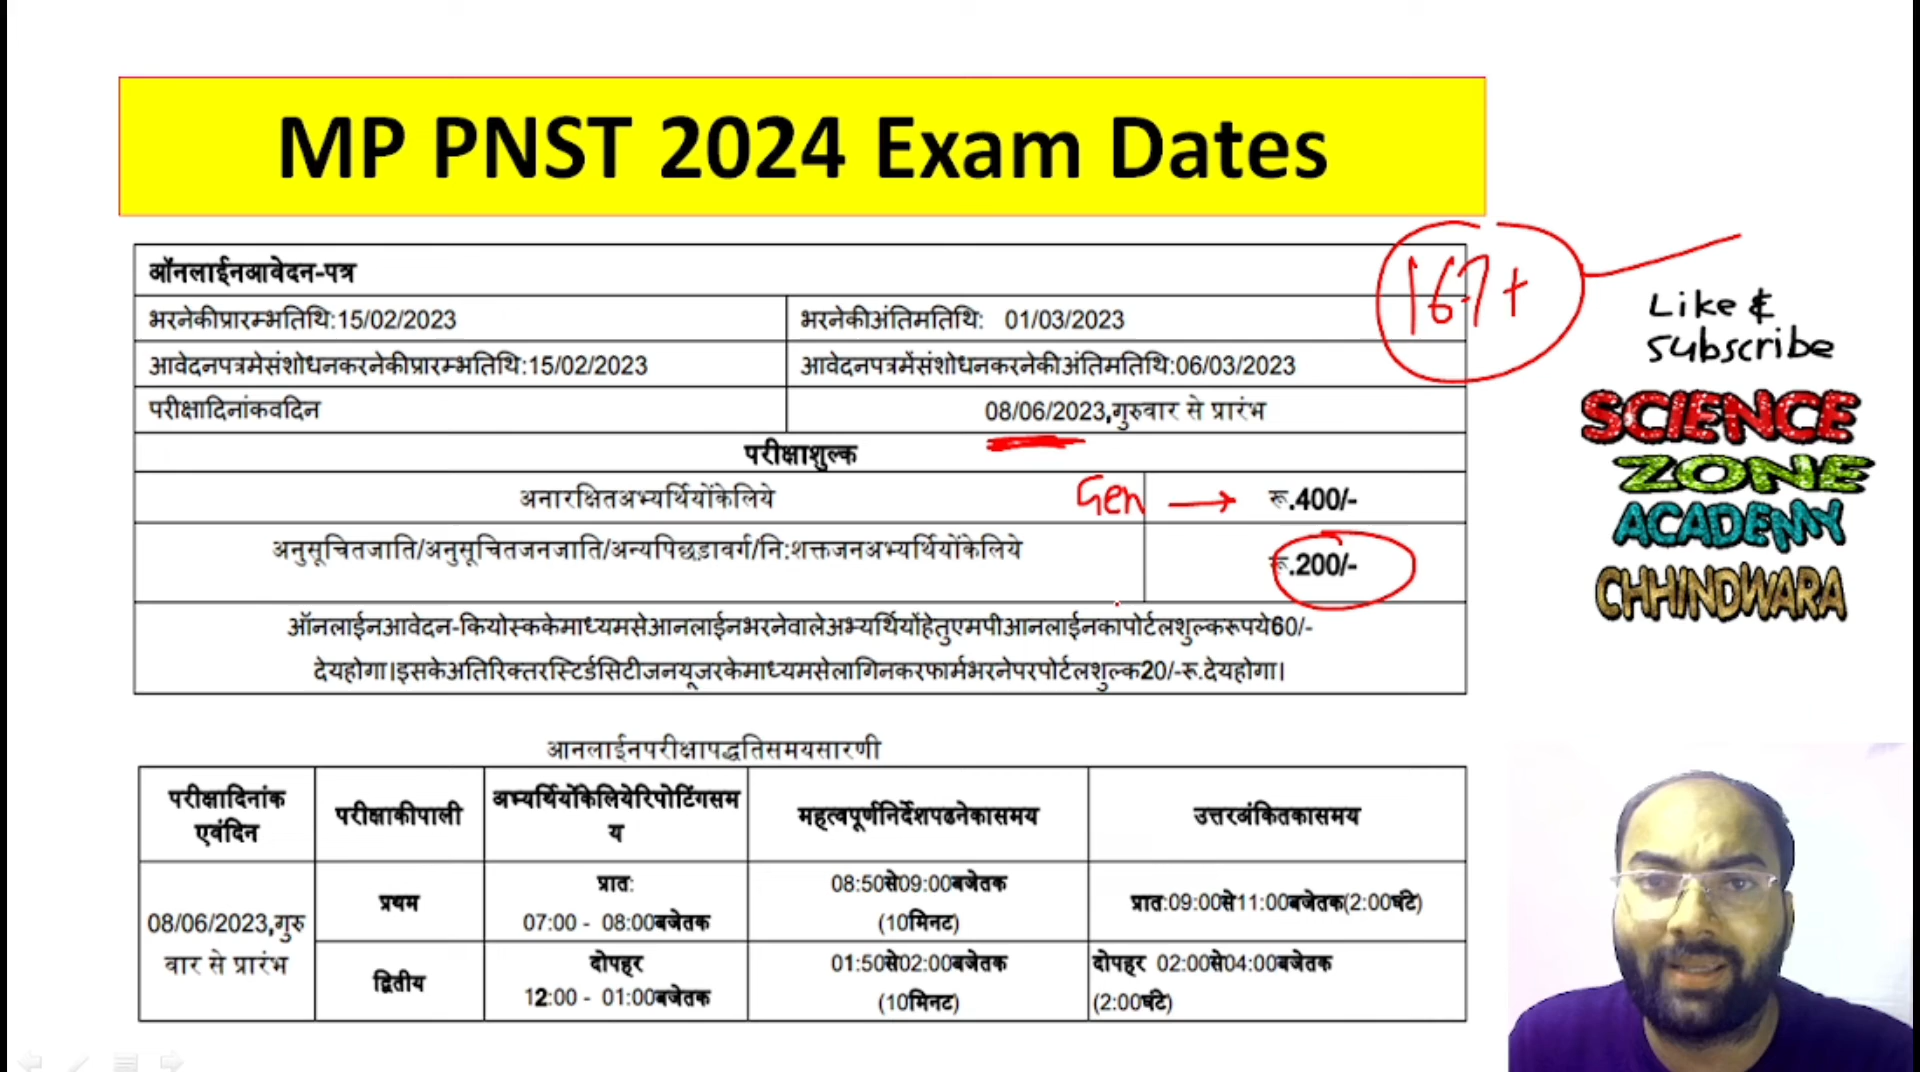 MP PNST 2024 Exam Dates
ऑनलाईनआवेदन-पत्र
भरनेकीप्रारम्भतिथि:15/02/2023 भरनेकीअंतिमतिथि: 01/03/2023
आवेदनपत्रमेसंशोधनकरनेकीप्रारम्भतिथि:15/02/2023 आवेदनपत्रमेंसंशोधनकरनेकीअंतिमतिथि:06/03/2023
167+
परीक्षादिनांकवदिन 08/06/2023,गुरुवार से प्रारंभ
परीक्षाशुल्क
अनारक्षितअभ्यर्थियोंकेलिये Gen → रू.400/-
अनुसूचितजाति/अनुसूचितजनजाति/अन्यपिछड़ावर्ग/नि:शक्तजनअभ्यर्थियोंकेलिये रू.200/-
ऑनलाईनआवेदन-कियोस्ककेमाध्यमसेआनलाईनभरनेवालेअभ्यर्थियोंहेतुएमपीआनलाईनकापोर्टलशुल्करूपये60/-
देयहोगा।इसकेअतिरिक्तरस्टिर्डसिटीजनयूजरकेमाध्यमसेलागिनकरफार्मभरनेपरपोर्टलशुल्क20/-रू.देयहोगा।
Like &
Subscribe
SCIENCE
ZONE
ACADEMY
CHHINDWARA
आनलाईनपरीक्षापद्धतिसमयसारणी
परीक्षादिनांक
एवंदिन
परीक्षाकीपाली
अभ्यर्थियोंकेलियेरिपोर्टिंगसम
य
महत्वपूर्णनिर्देशपढनेकासमय
उत्तरअंकितकासमय
08/06/2023,गुरु
वार से प्रारंभ
प्रथम
प्रात:
07:00 - 08:00बजेतक
08:50से09:00बजेतक
(10मिनट)
प्रात:09:00से11:00बजेतक(2:00घंटे)
द्वितीय
दोपहर
12:00 - 01:00बजेतक
01:50से02:00बजेतक
(10मिनट)
दोपहर 02:00से04:00बजेतक
(2:00घंटे)